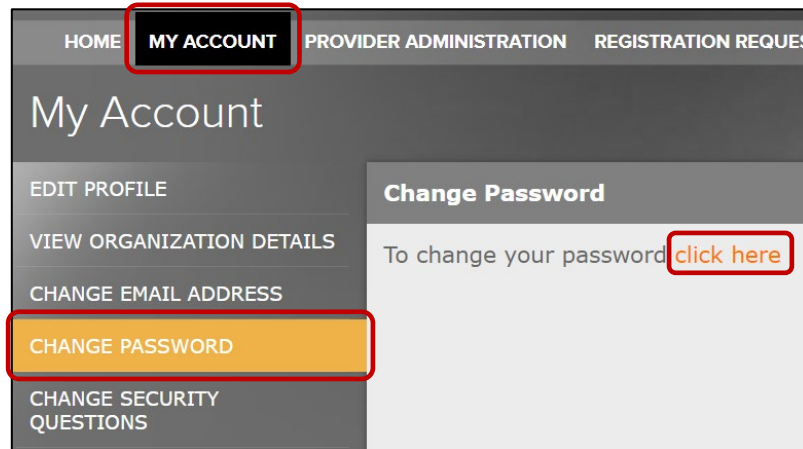 HOME MY ACCOUNT PROVIDER ADMINISTRATION REGISTRATION
My Account
EDIT PROFILE
VIEW ORGANIZATION DETAILS
CHANGE EMAIL ADDRESS
CHANGE PASSWORD
CHANGE SECURITY
QUESTIONS
Change Password
To change your password click here